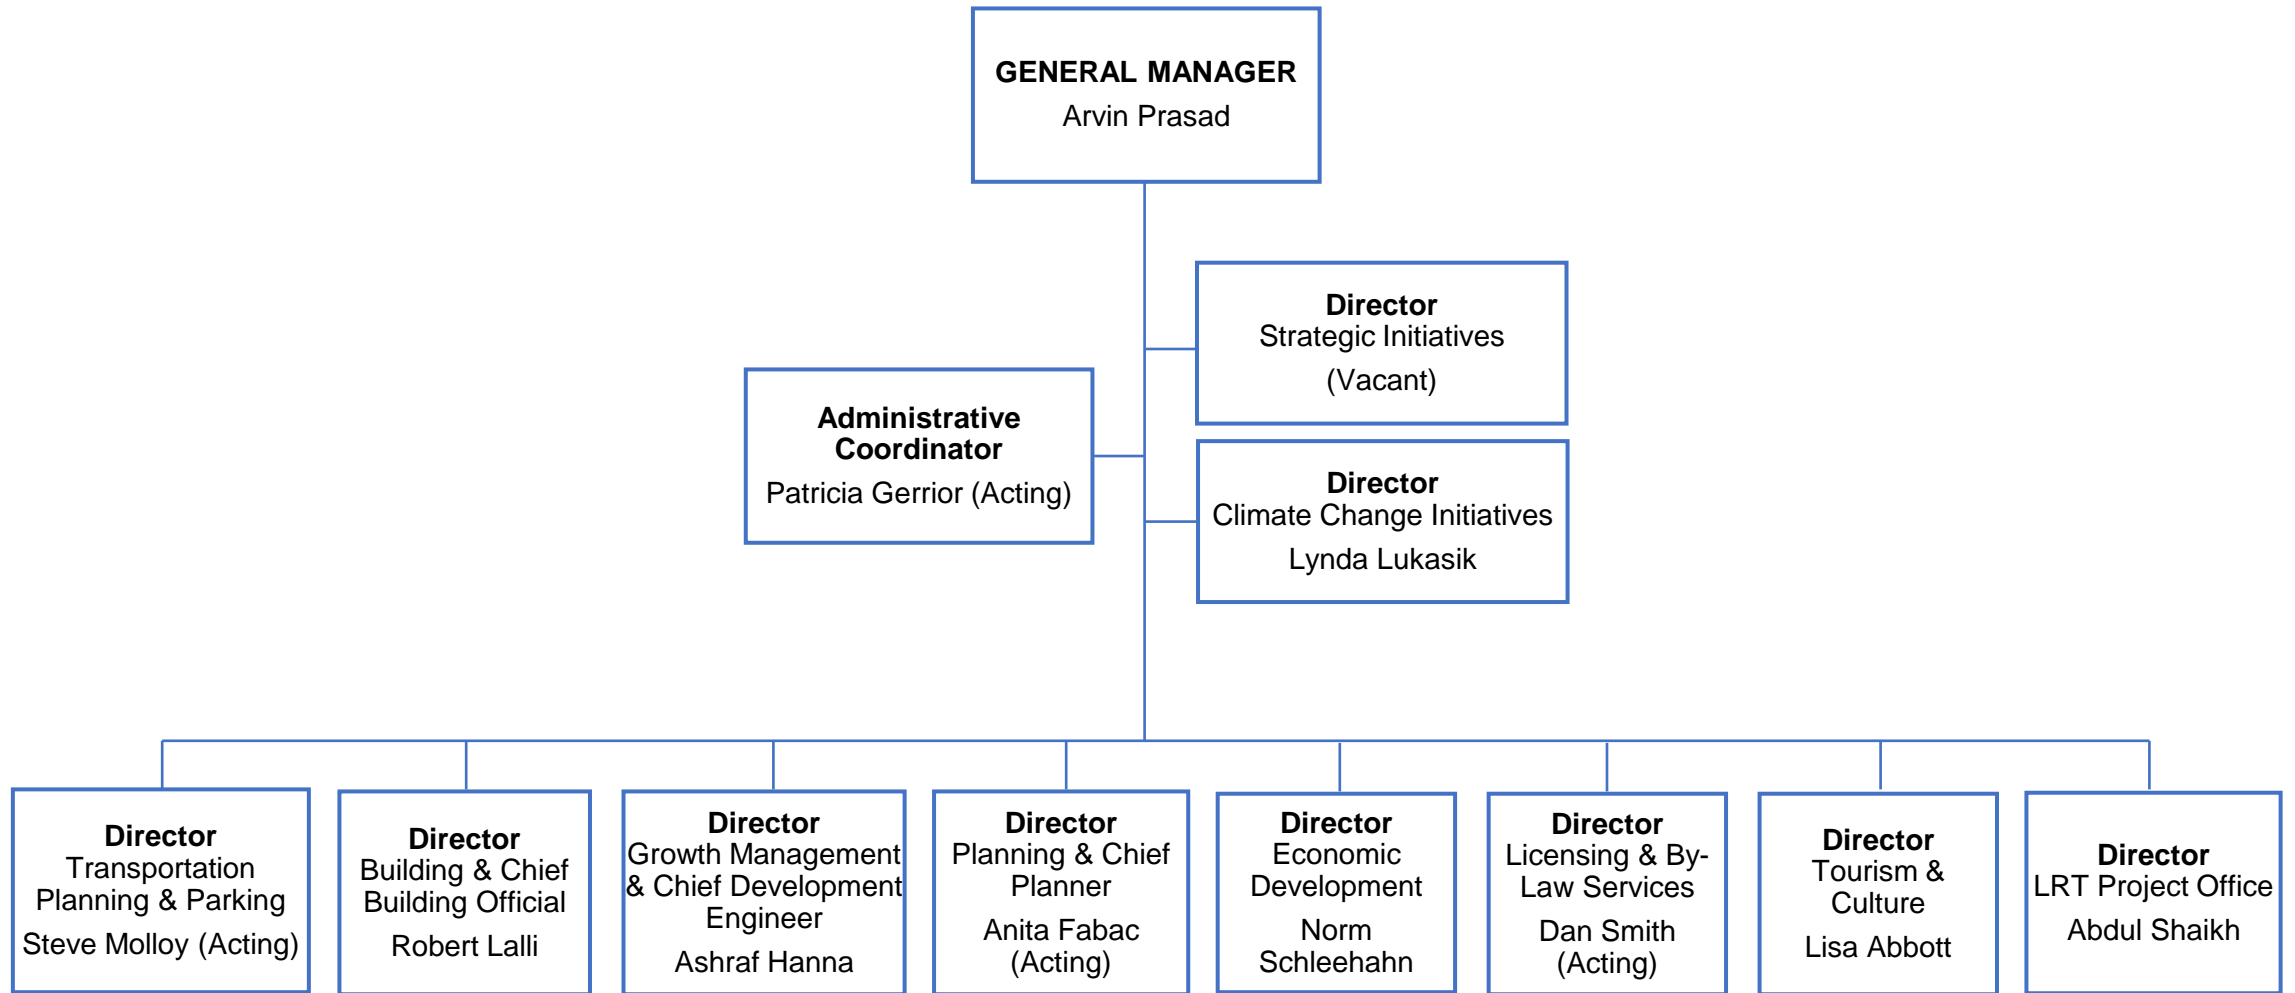 GENERAL MANAGER
Arvin Prasad
Director
Strategic Initiatives
(Vacant)
Administrative
Coordinator
Patricia Gerrior (Acting)
Director
Climate Change Initiatives
Lynda Lukasik
Director
Transportation
Planning & Parking
Steve Molloy (Acting)
Director
Building & Chief
Building Official
Robert Lalli
Director
Growth Management
& Chief Development
Engineer
Ashraf Hanna
Director
Planning & Chief
Planner
Anita Fabac
(Acting)
Director
Economic
Development
Norm
Schleehahn
Director
Licensing & By-
Law Services
Dan Smith
(Acting)
Director
Tourism &
Culture
Lisa Abbott
Director
LRT Project Office
Abdul Shaikh